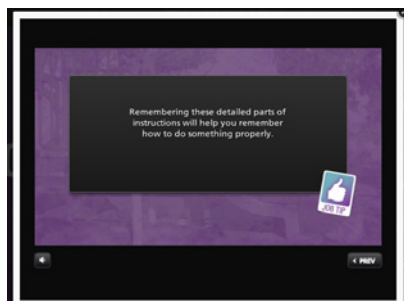 Remembering these detailed parts of
instructions will help you remember
how to do something properly.
JOB TIP
< PREV